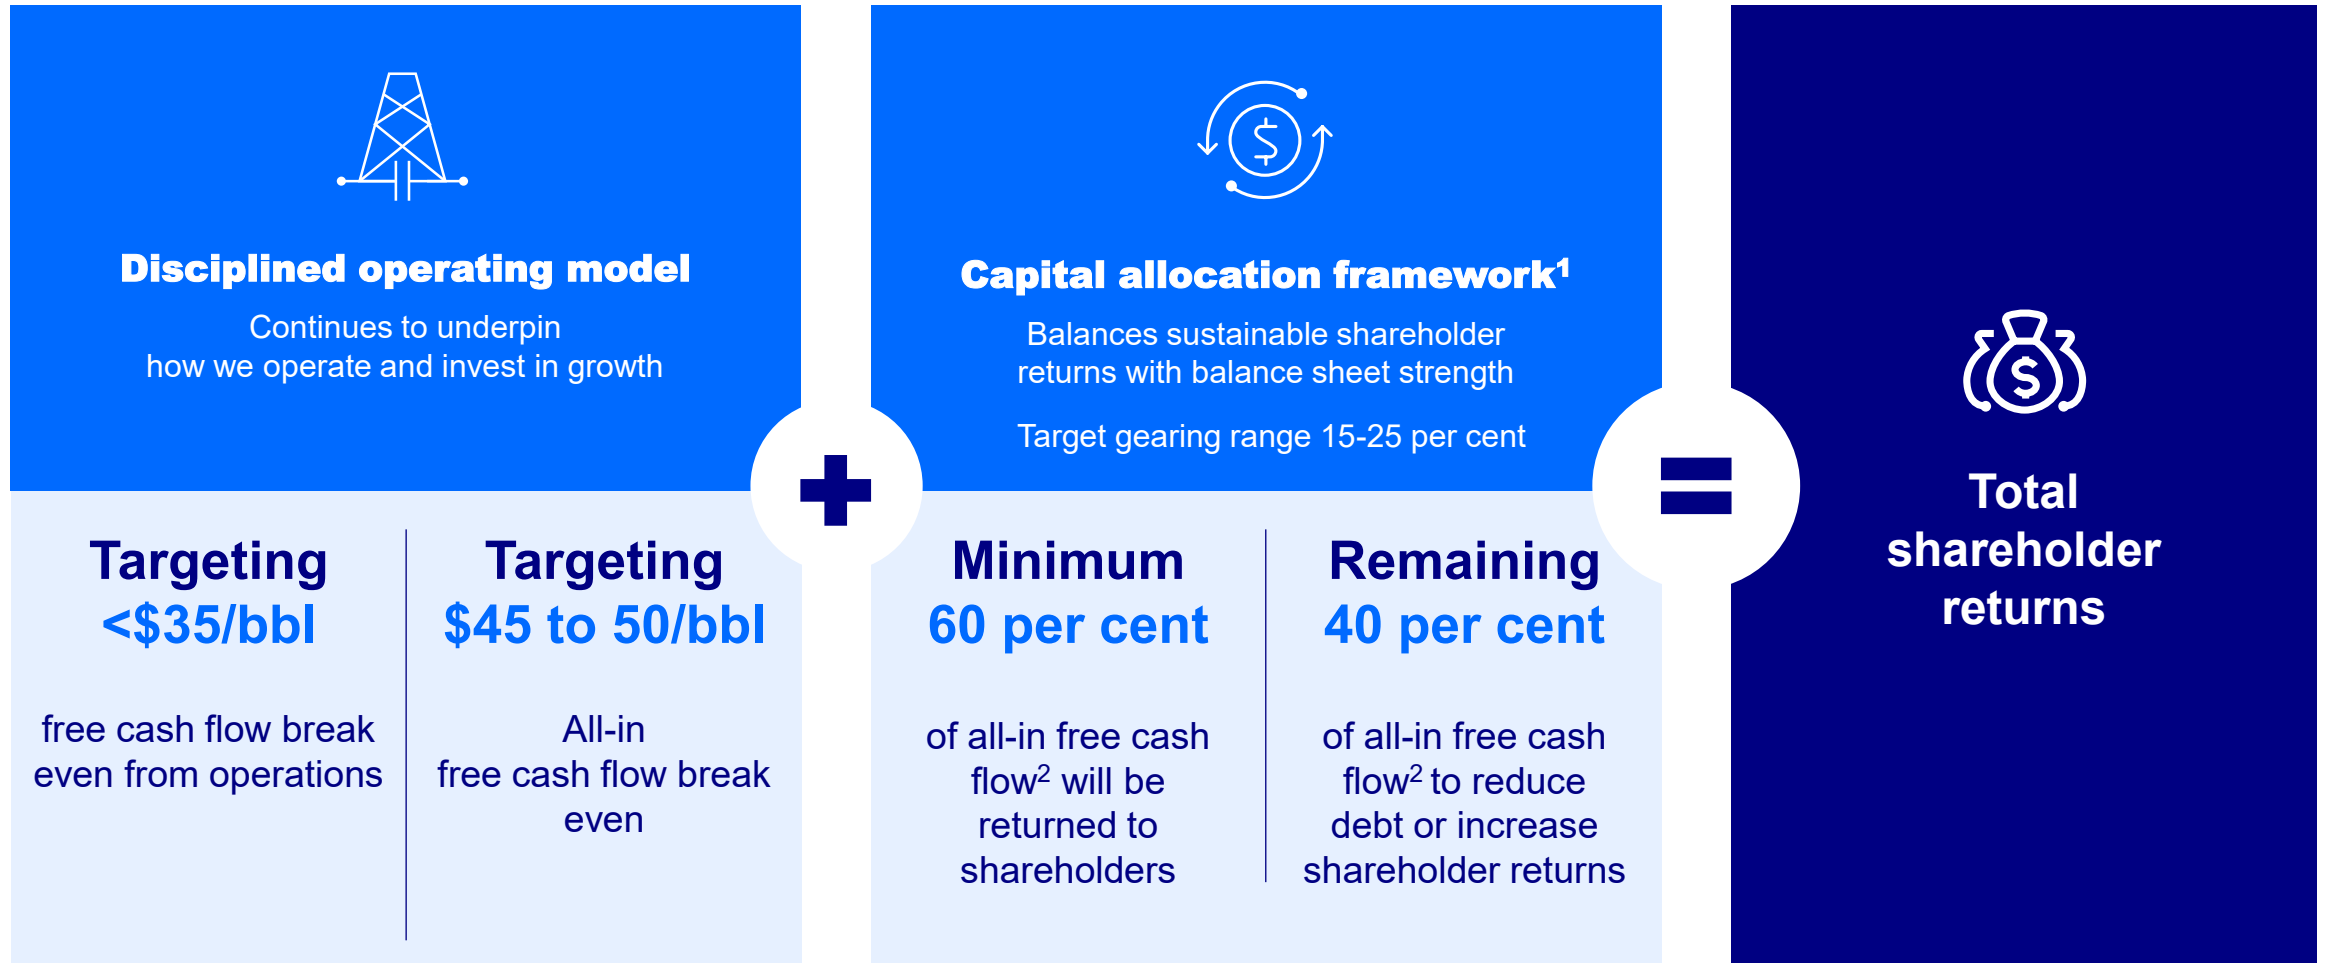 Disciplined operating model
Continues to underpin
how we operate and invest in growth
Targeting
<$35/bbl
free cash flow break
even from operations
Targeting
$45 to 50/bbl
All-in
free cash flow break
even
Capital allocation framework¹
Balances sustainable shareholder
returns with balance sheet strength
Target gearing range 15-25 per cent
Minimum
60 per cent
of all-in free cash
flow² will be
returned to
shareholders
Remaining
40 per cent
of all-in free cash
flow² to reduce
debt or increase
shareholder returns
Total
shareholder
returns